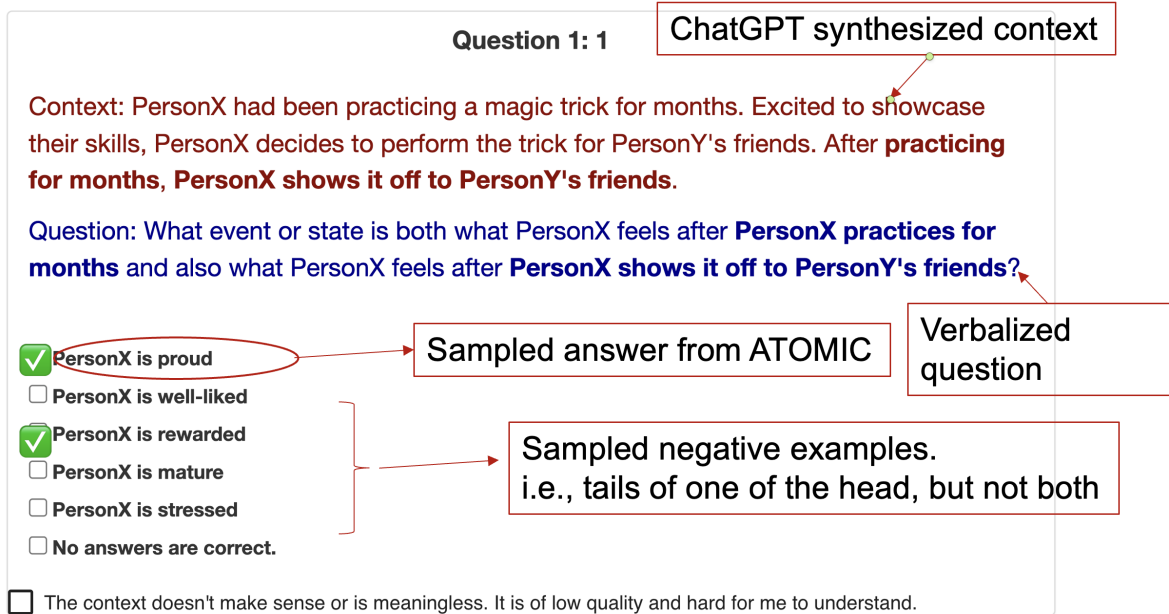 Question 1: 1
ChatGPT synthesized context
Context: PersonX had been practicing a magic trick for months. Excited to showcase
their skills, PersonX decides to perform the trick for PersonY's friends. After practicing
for months, PersonX shows it off to PersonY's friends.
Question: What event or state is both what PersonX feels after PersonX practices for
months and also what PersonX feels after PersonX shows it off to PersonY's friends?
Verbalized
question
PersonX is proud
Sampled answer from ATOMIC
PersonX is well-liked
PersonX is rewarded
PersonX is mature
PersonX is stressed
Sampled negative examples.
i.e., tails of one of the head, but not both
No answers are correct.
The context doesn't make sense or is meaningless. It is of low quality and hard for me to understand.